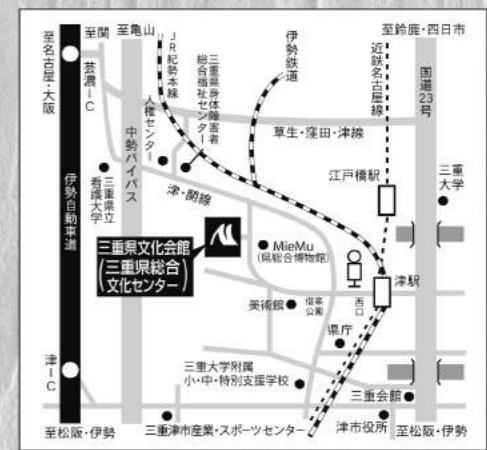 至関
至亀山
至鈴鹿・四日市
至名古屋・大阪
芸濃IC
JR紀勢本線
三重県身体障害者
総合福祉センター
人権センター
伊勢鉄道
近鉄名古屋線
国道23号
中勢バイパス
草生・窪田・津線
江戸橋駅
三重
大学
三重県立
看護大学
津・関線
伊勢自動車道
三重県文化会館
(三重県総合
文化センター)
MieMu
(県総合博物館)
津駅
美術館
偕楽
公園
西口
県庁
津IC
三重大学附属
小・中・特別支援学校
三重会館
至松阪・伊勢
三重津市産業・スポーツセンター
津市役所
至松阪・伊勢